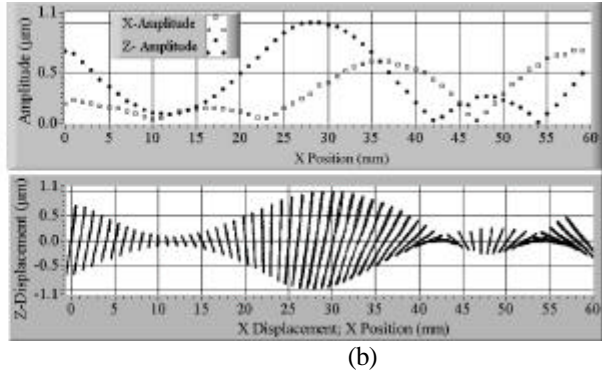 1.1
X-Amplitude
Z- Amplitude
Amplitude (µm)
0.5
0.0
0 5 10 15 20 25 30 35 40 45 50 55 60
X Position (mm)
1.1
0.5
0.0
-0.5
-1.1
Z-Displacement (µm)
0 5 10 15 20 25 30 35 40 45 50 55 60
X Displacement; X Position (mm)
(b)